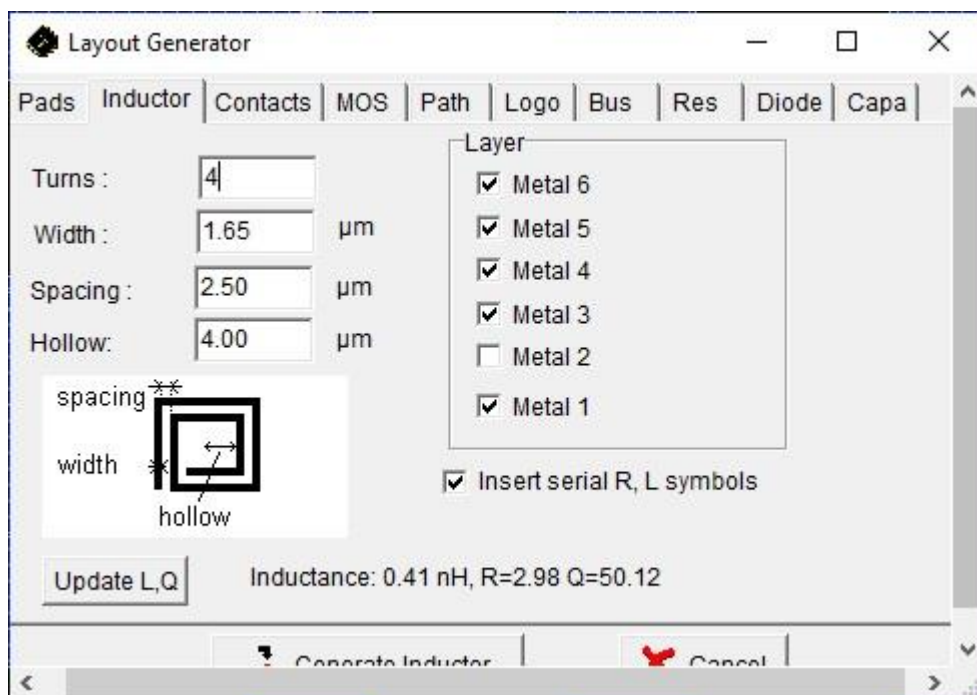 Layout Generator
Pads Inductor Contacts MOS Path Logo Bus Res Diode Capa
Turns : 4
Width : 1.65 µm
Spacing : 2.50 µm
Hollow: 4.00 µm
Layer
Metal 6
Metal 5
Metal 4
Metal 3
Metal 2
Metal 1
spacing
width
hollow
Insert serial R, L symbols
Update L,Q
Inductance: 0.41 nH, R=2.98 Q=50.12
Generate Inductor
Cancel